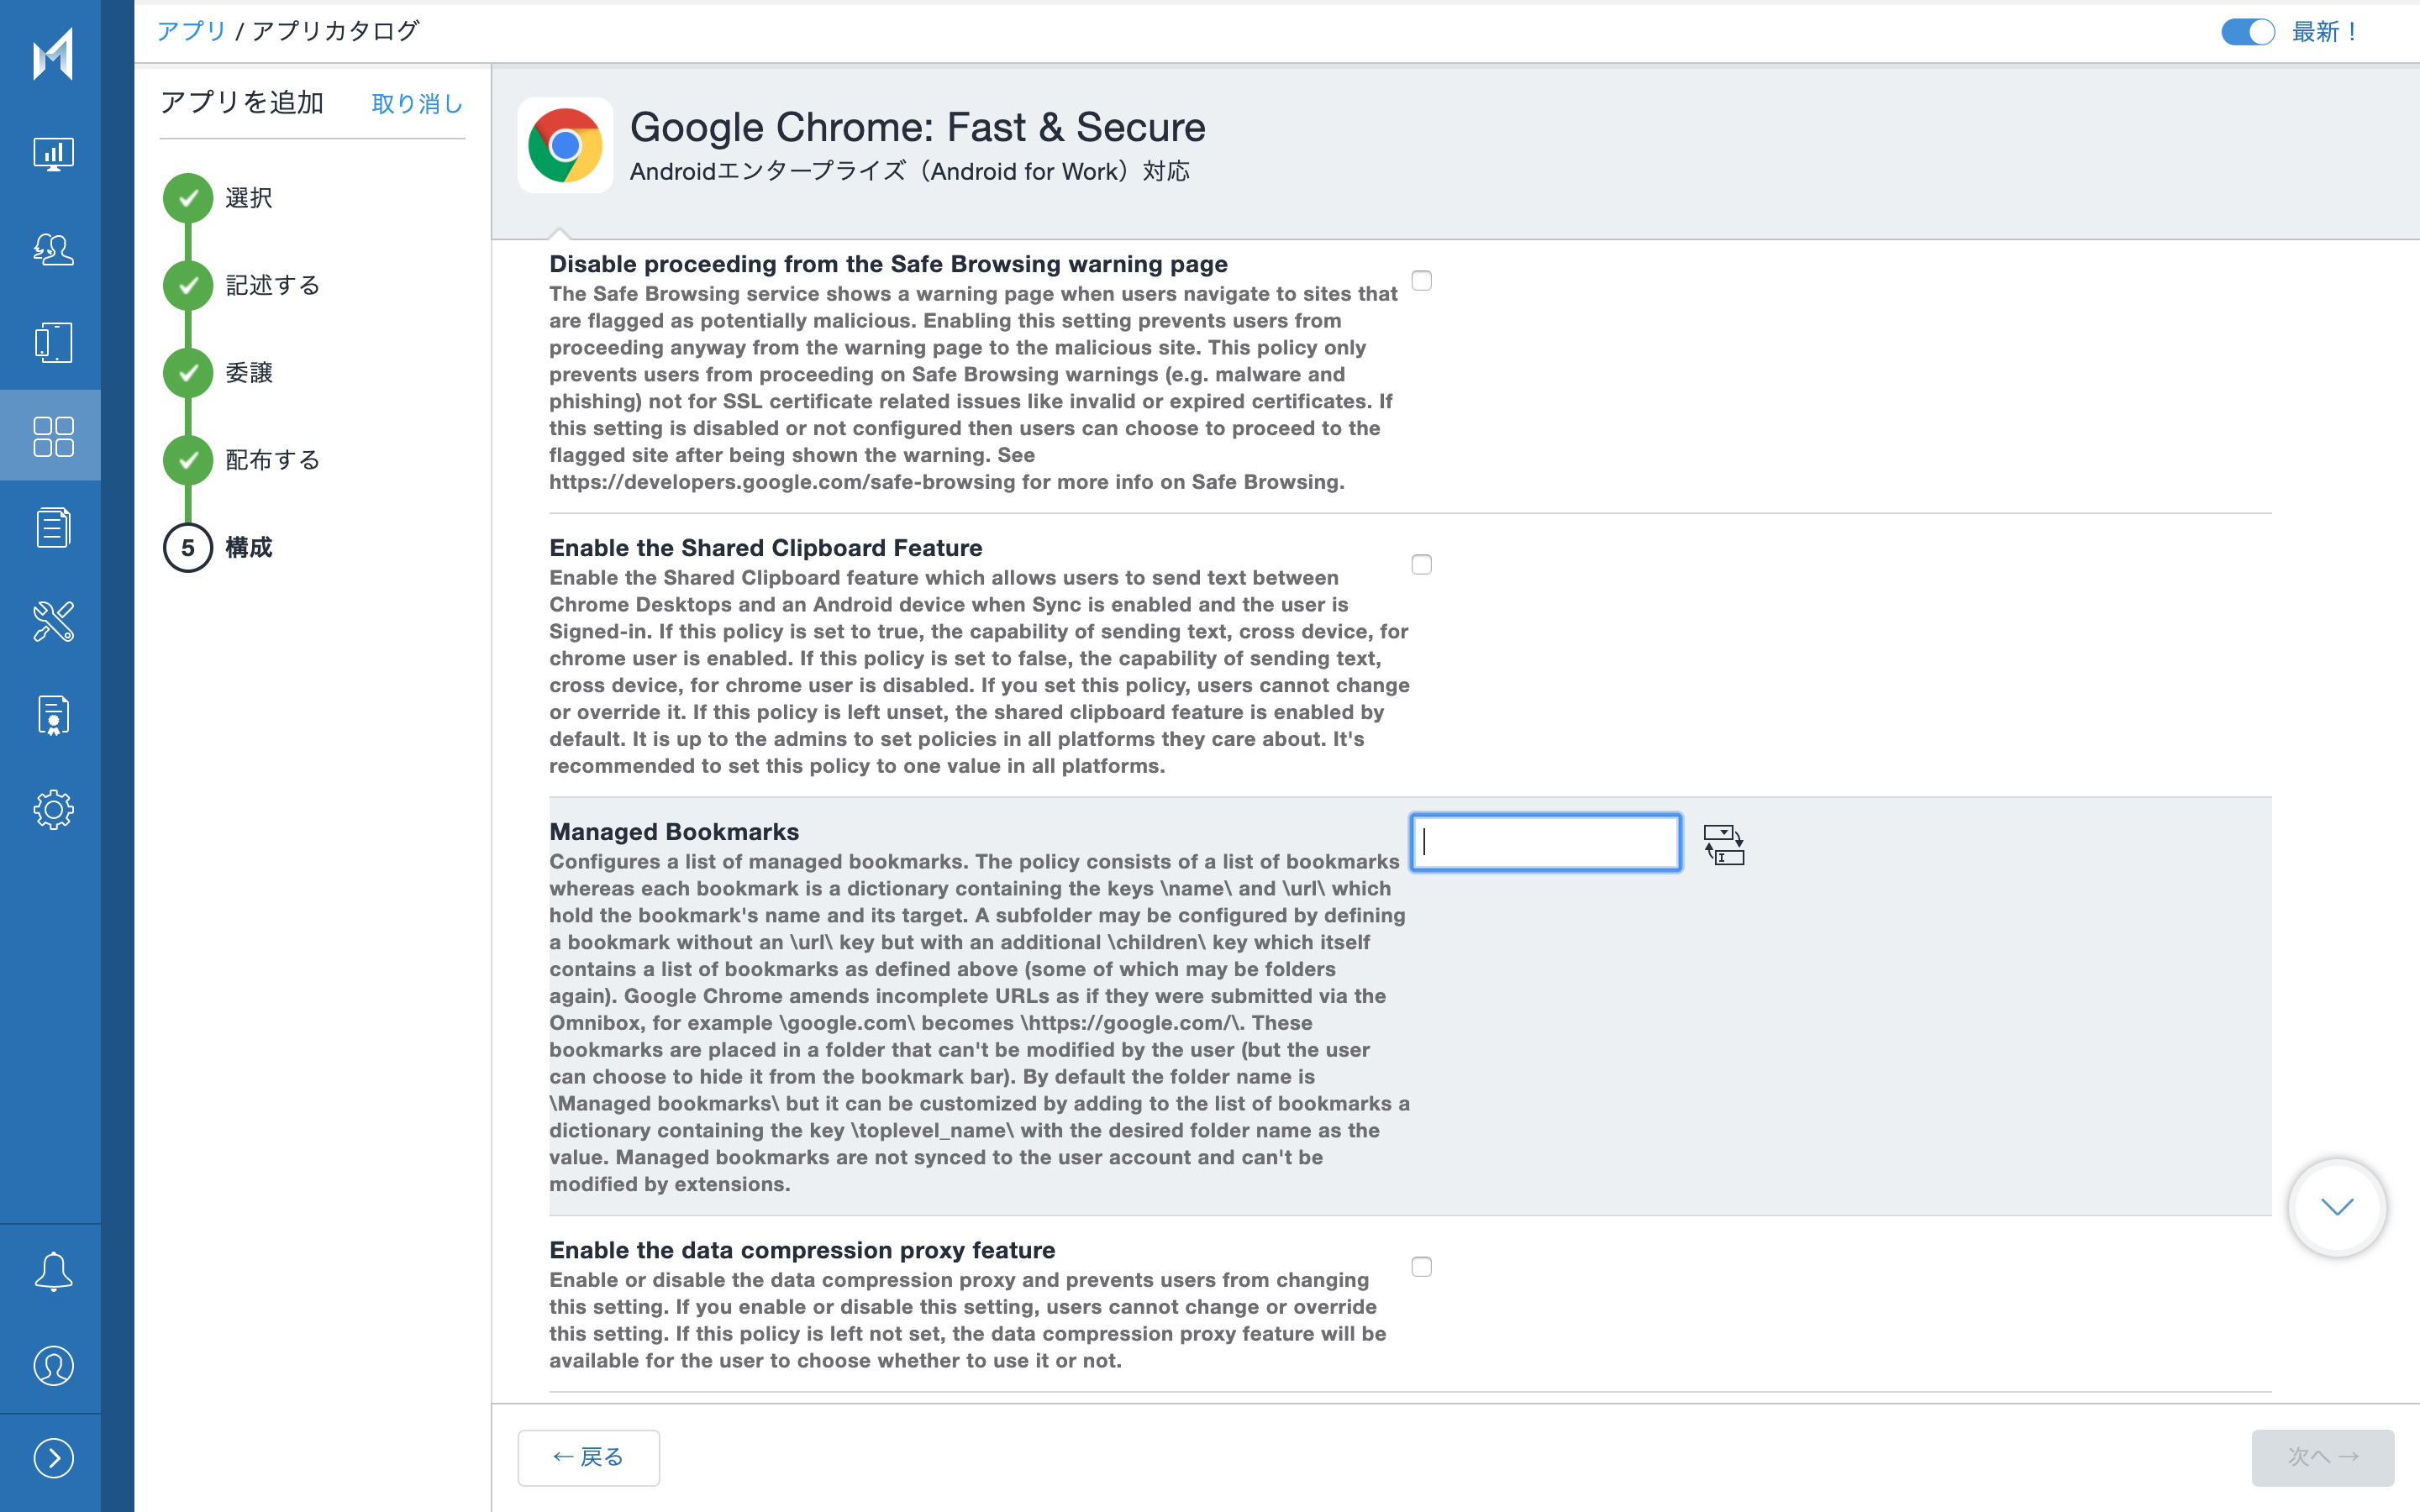 アプリ / アプリカタログ
最新！
アプリを追加
取り消し
選択
記述する
委譲
配布する
5 構成
Google Chrome: Fast & Secure
Androidエンタープライズ（Android for Work）対応
Disable proceeding from the Safe Browsing warning page
The Safe Browsing service shows a warning page when users navigate to sites that
are flagged as potentially malicious. Enabling this setting prevents users from
proceeding anyway from the warning page to the malicious site. This policy only
prevents users from proceeding on Safe Browsing warnings (e.g. malware and
phishing) not for SSL certificate related issues like invalid or expired certificates. If
this setting is disabled or not configured then users can choose to proceed to the
flagged site after being shown the warning. See
https://developers.google.com/safe-browsing for more info on Safe Browsing.
Enable the Shared Clipboard Feature
Enable the Shared Clipboard feature which allows users to send text between
Chrome Desktops and an Android device when Sync is enabled and the user is
Signed-in. If this policy is set to true, the capability of sending text, cross device, for
chrome user is enabled. If this policy is set to false, the capability of sending text,
cross device, for chrome user is disabled. If you set this policy, users cannot change
or override it. If this policy is left unset, the shared clipboard feature is enabled by
default. It is up to the admins to set policies in all platforms they care about. It's
recommended to set this policy to one value in all platforms.
Managed Bookmarks
Configures a list of managed bookmarks. The policy consists of a list of bookmarks
whereas each bookmark is a dictionary containing the keys \name\ and \url\ which
hold the bookmark's name and its target. A subfolder may be configured by defining
a bookmark without an \url\ key but with an additional \children\ key which itself
contains a list of bookmarks as defined above (some of which may be folders
again). Google Chrome amends incomplete URLs as if they were submitted via the
Omnibox, for example \google.com\ becomes \https://google.com/\. These
bookmarks are placed in a folder that can't be modified by the user (but the user
can choose to hide it from the bookmark bar). By default the folder name is
\Managed bookmarks\ but it can be customized by adding to the list of bookmarks a
dictionary containing the key \toplevel_name\ with the desired folder name as the
value. Managed bookmarks are not synced to the user account and can't be
modified by extensions.
Enable the data compression proxy feature
Enable or disable the data compression proxy and prevents users from changing
this setting. If you enable or disable this setting, users cannot change or override
this setting. If this policy is left not set, the data compression proxy feature will be
available for the user to choose whether to use it or not.
← 戻る
次へ →